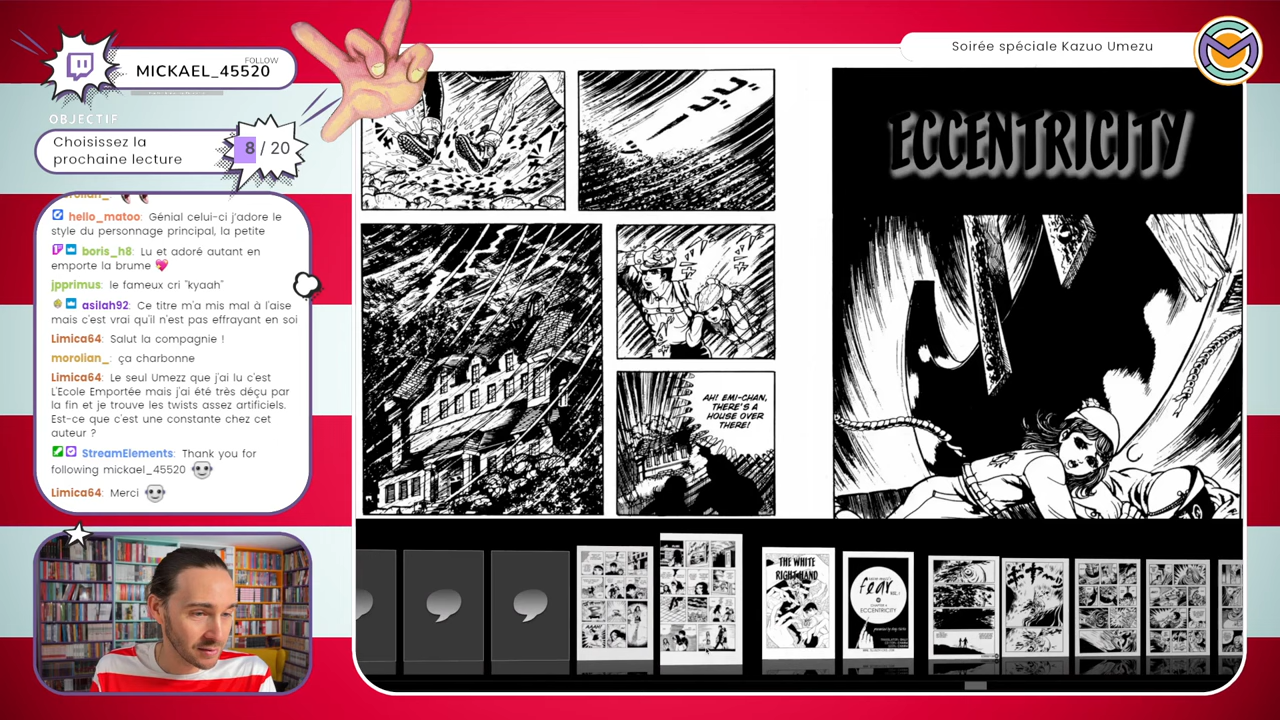 FOLLOW
MICKAEL_45520
OBJECTIF
Choisissez la
prochaine lecture
8 / 20
hello_matoo: Génial celui-ci j'adore le
style du personnage principal, la petite
boris_h8: Lu et adoré autant en
emporte la brume
jpprimus: le fameux cri "kyaah"
asilah92: Ce titre m'a mis mal à l'aise
mais c'est vrai qu'il n'est pas effrayant en soi
Limica64: Salut la compagnie !
morolian_: ça charbonne
Limica64: Le seul Umezz que j'ai lu c'est
L'Ecole Emportée mais j'ai été très déçu par
la fin et je trouve les twists assez artificiels.
Est-ce que c'est une constante chez cet
auteur ?
StreamElements: Thank you for
following mickael_45520
Limica64: Merci
Soirée spéciale Kazuo Umezu
ECCENTRICITY
AH! EMI-CHAN,
THERE'S A
HOUSE OVER
THERE!
THE WHITE
RIGHT HAND
fear
ECCENTRICITY